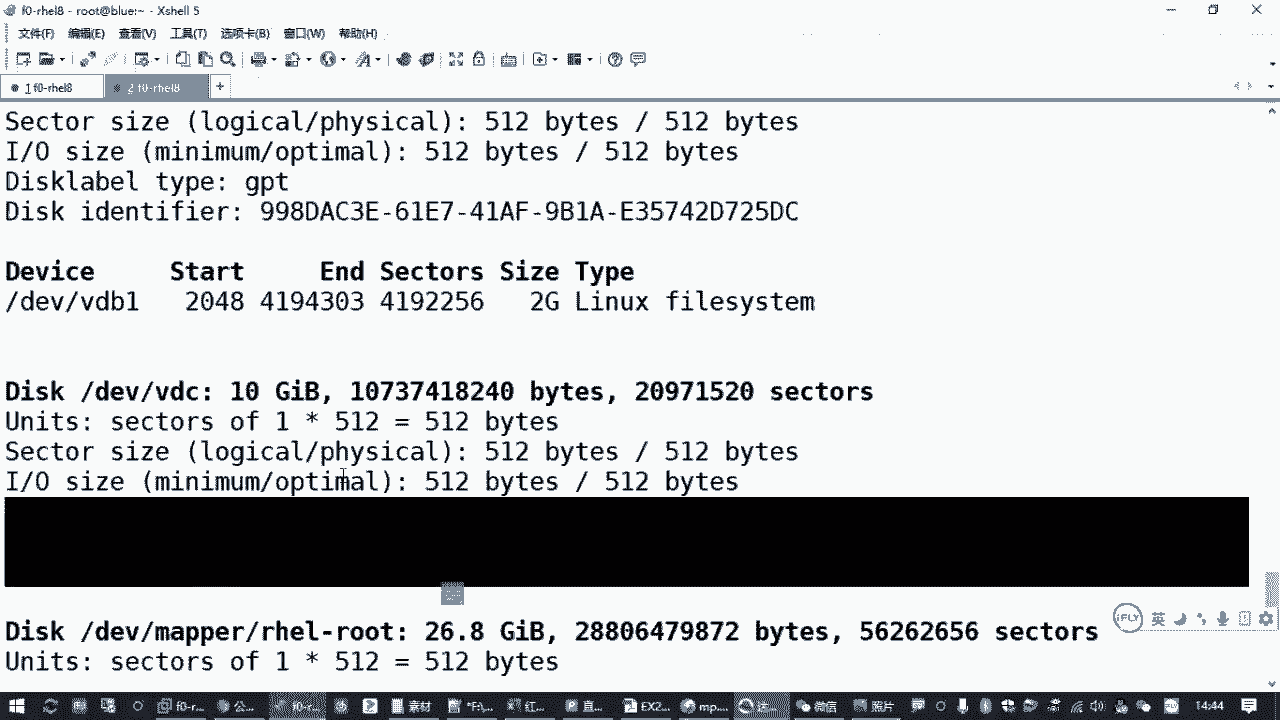 f0-rhel8 - root@blue:~ - Xshell 5
文件(F) 编辑(E) 查看(V) 工具(T) 选项卡(B) 窗口(W) 帮助(H)
1 f0-rhel8 2 f0-rhel8 +
Sector size (logical/physical): 512 bytes / 512 bytes
I/O size (minimum/optimal): 512 bytes / 512 bytes
Disklabel type: gpt
Disk identifier: 998DAC3E-61E7-41AF-9B1A-E35742D725DC
Device Start End Sectors Size Type
/dev/vdb1 2048 4194303 4192256 2G Linux filesystem
Disk /dev/vdc: 10 GiB, 10737418240 bytes, 20971520 sectors
Units: sectors of 1 * 512 = 512 bytes
Sector size (logical/physical): 512 bytes / 512 bytes
I/O size (minimum/optimal): 512 bytes / 512 bytes
iFLY 英
Disk /dev/mapper/rhel-root: 26.8 GiB, 28806479872 bytes, 56262656 sectors
Units: sectors of 1 * 512 = 512 bytes
f0-r... 公... f0-r... 素材 红... 直... EX2... mp... 微信 照片 14:44